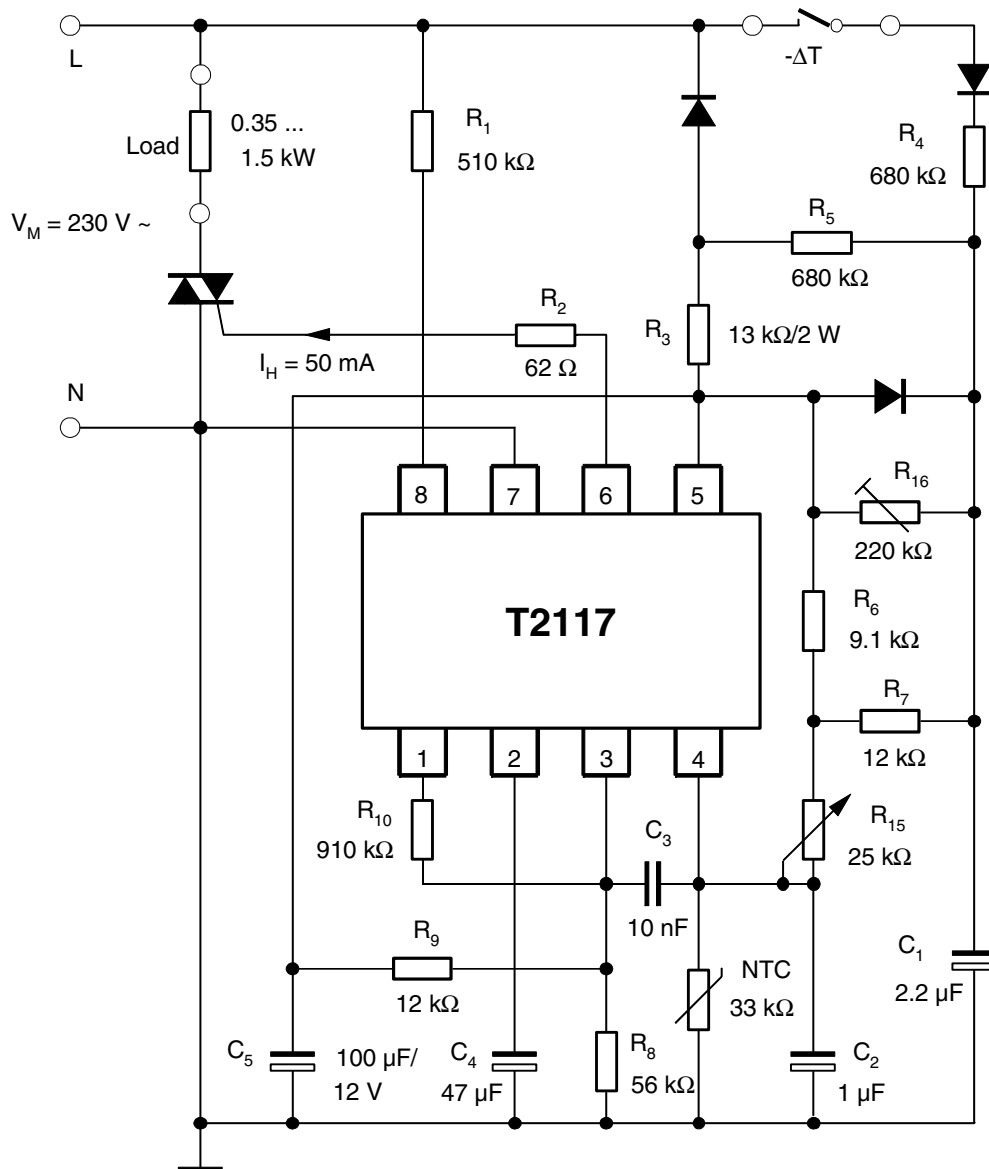 L
-ΔT
Load
0.35 ...
1.5 kW
R1
510 kΩ
R4
680 kΩ
VM = 230 V ~
R5
680 kΩ
R2
62 Ω
IH = 50 mA
R3
13 kΩ/2 W
N
8
7
6
5
R16
220 kΩ
T2117
R6
9.1 kΩ
R7
12 kΩ
1
2
3
4
R10
910 kΩ
C3
10 nF
R15
25 kΩ
R9
12 kΩ
NTC
33 kΩ
C1
2.2 µF
C5
100 µF/
12 V
C4
47 µF
R8
56 kΩ
C2
1 µF